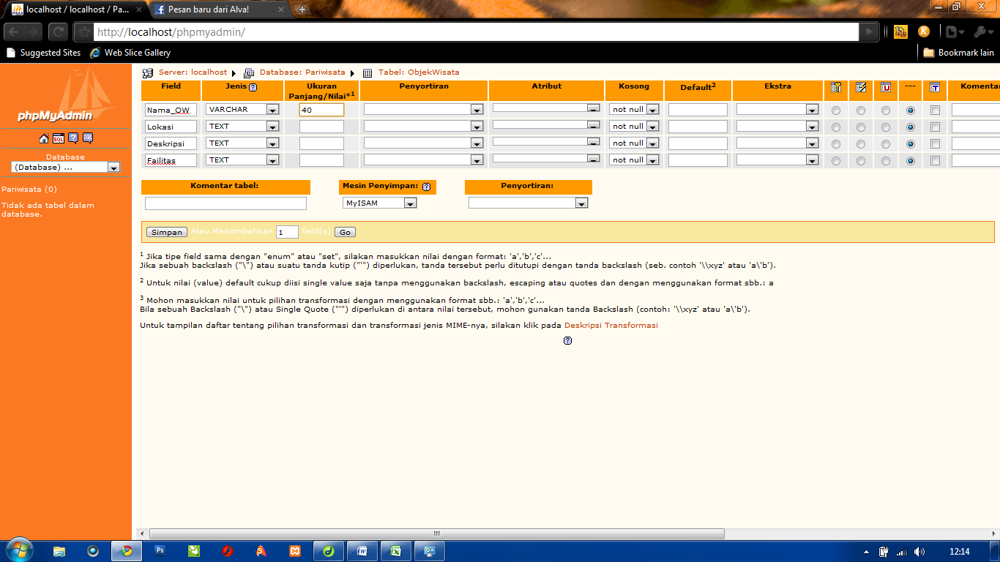 localhost / localhost / Pa...
Pesan baru dari Alva!
http://localhost/phpmyadmin/
Suggested Sites
Web Slice Gallery
Bookmark lain
phpMyAdmin
Database
(Database) ...
Pariwisata (0)
Tidak ada tabel dalam
database.
Server: localhost
Database: Pariwisata
Tabel: ObjekWisata
Field
Jenis
Ukuran
Panjang/Nilai*1
Penyortiran
Atribut
Kosong
Default2
Ekstra
---
Komentar
Nama_OW VARCHAR 40 not null
Lokasi TEXT not null
Deskripsi TEXT not null
Failitas TEXT not null
Komentar tabel:
Mesin Penyimpan:
Penyortiran:
MyISAM
Simpan Atau Menambahkan 1 field(s) Go
1 Jika tipe field sama dengan "enum" atau "set", silakan masukkan nilai dengan format: 'a','b','c'...
Jika sebuah backslash ("\") atau suatu tanda kutip ("'") diperlukan, tanda tersebut perlu ditutupi dengan tanda backslash (seb. contoh '\\xyz' atau 'a\'b').
2 Untuk nilai (value) default cukup diisi single value saja tanpa menggunakan backslash, escaping atau quotes dan dengan menggunakan format sbb.: a
3 Mohon masukkan nilai untuk pilihan transformasi dengan menggunakan format sbb.: 'a','b','c'...
Bila sebuah Backslash ("\") atau Single Quote ("'") diperlukan di antara nilai tersebut, mohon gunakan tanda Backslash (contoh: '\\xyz' atau 'a\'b').
Untuk tampilan daftar tentang pilihan transformasi dan transformasi jenis MIME-nya, silakan klik pada Deskripsi Transformasi
12:14